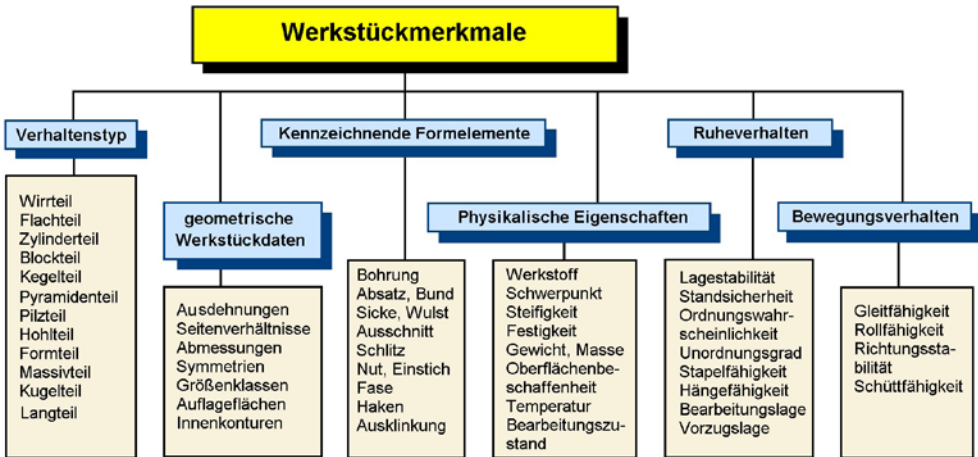 Werkstückmerkmale
Verhaltenstyp
Wirrteil
Flachteil
Zylinderteil
Blockteil
Kegelteil
Pyramidenteil
Pilzteil
Hohlteil
Formteil
Massivteil
Kugelteil
Langteil
geometrische
Werkstückdaten
Ausdehnungen
Seitenverhältnisse
Abmessungen
Symmetrien
Größenklassen
Auflageflächen
Innenkonturen
Kennzeichnende Formelemente
Bohrung
Absatz, Bund
Sicke, Wulst
Ausschnitt
Schlitz
Nut, Einstich
Fase
Haken
Ausklinkung
Physikalische Eigenschaften
Werkstoff
Schwerpunkt
Steifigkeit
Festigkeit
Gewicht, Masse
Oberflächenbe-
schaffenheit
Temperatur
Bearbeitungszu-
stand
Ruheverhalten
Lagestabilität
Standsicherheit
Ordnungswahr-
scheinlichkeit
Unordnungsgrad
Stapelfähigkeit
Hängefähigkeit
Bearbeitungslage
Vorzugslage
Bewegungsverhalten
Gleitfähigkeit
Rollfähigkeit
Richtungssta-
bilität
Schüttfähigkeit